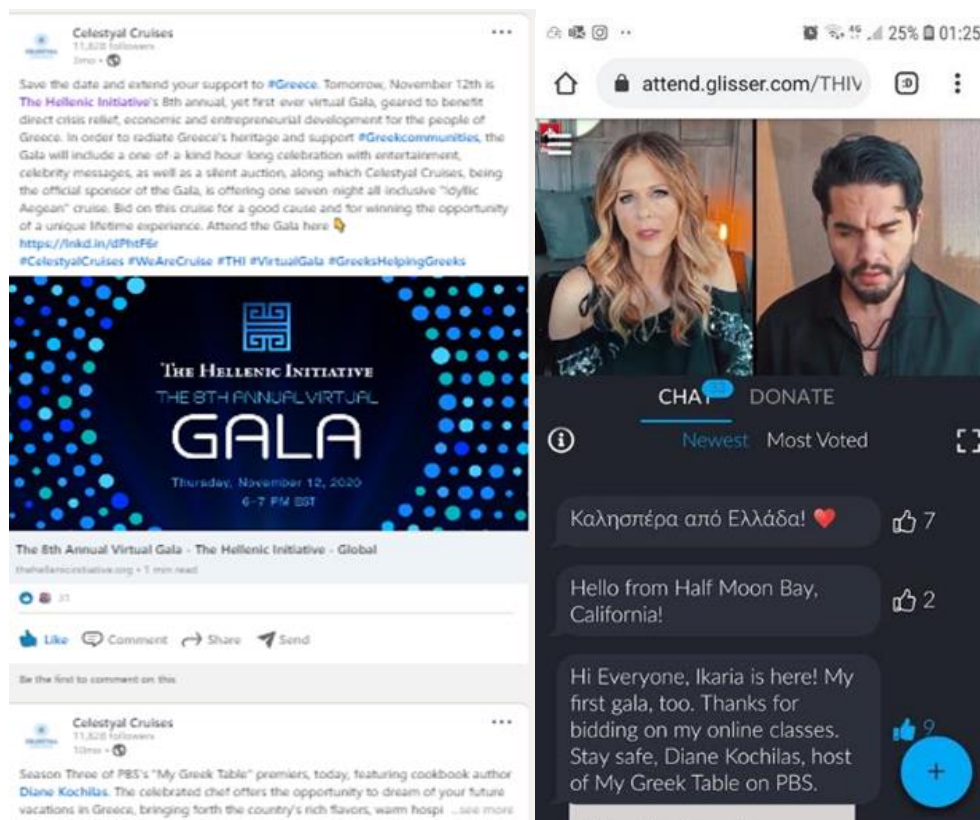 Celestyal Cruises
11,828 followers
3mo •
Save the date and extend your support to #Greece. Tomorrow, November 12th is
The Hellenic Initiative's 8th annual, yet first ever virtual Gala, geared to benefit
direct crisis relief, economic and entrepreneurial development for the people of
Greece. In order to radiate Greece's heritage and support #Greekcommunities, the
Gala will include a one-of-a-kind hour-long celebration with entertainment,
celebrity messages, as well as a silent auction, along which Celestyal Cruises, being
the official sponsor of the Gala, is offering one seven-night all-inclusive "Idyllic
Aegean" cruise. Bid on this cruise for a good cause and for winning the opportunity
of a unique lifetime experience. Attend the Gala here 👇
https://lnkd.in/dPhtF6r
#CelestyalCruises #WeAreCruise #THI #VirtualGala #GreeksHelpingGreeks
THE HELLENIC INITIATIVE
THE 8TH ANNUAL VIRTUAL
GALA
Thursday, November 12, 2020
6-7 PM EST
The 8th Annual Virtual Gala - The Hellenic Initiative - Global
thehellenicinitiative.org • 1 min read
31
Like Comment Share Send
Be the first to comment on this
Celestyal Cruises
11,828 followers
10mo •
Season Three of PBS's "My Greek Table" premiers, today, featuring cookbook author
Diane Kochilas. The celebrated chef offers the opportunity to dream of your future
vacations in Greece, bringing forth the country's rich flavors, warm hospi ...see more
25% 01:25
attend.glisser.com/THIV
:D
CHAT 33 DONATE
Newest Most Voted
Καλησπέρα από Ελλάδα! ❤️ 7
Hello from Half Moon Bay,
California! 2
Hi Everyone, Ikaria is here! My
first gala, too. Thanks for
bidding on my online classes.
Stay safe, Diane Kochilas, host
of My Greek Table on PBS. 9